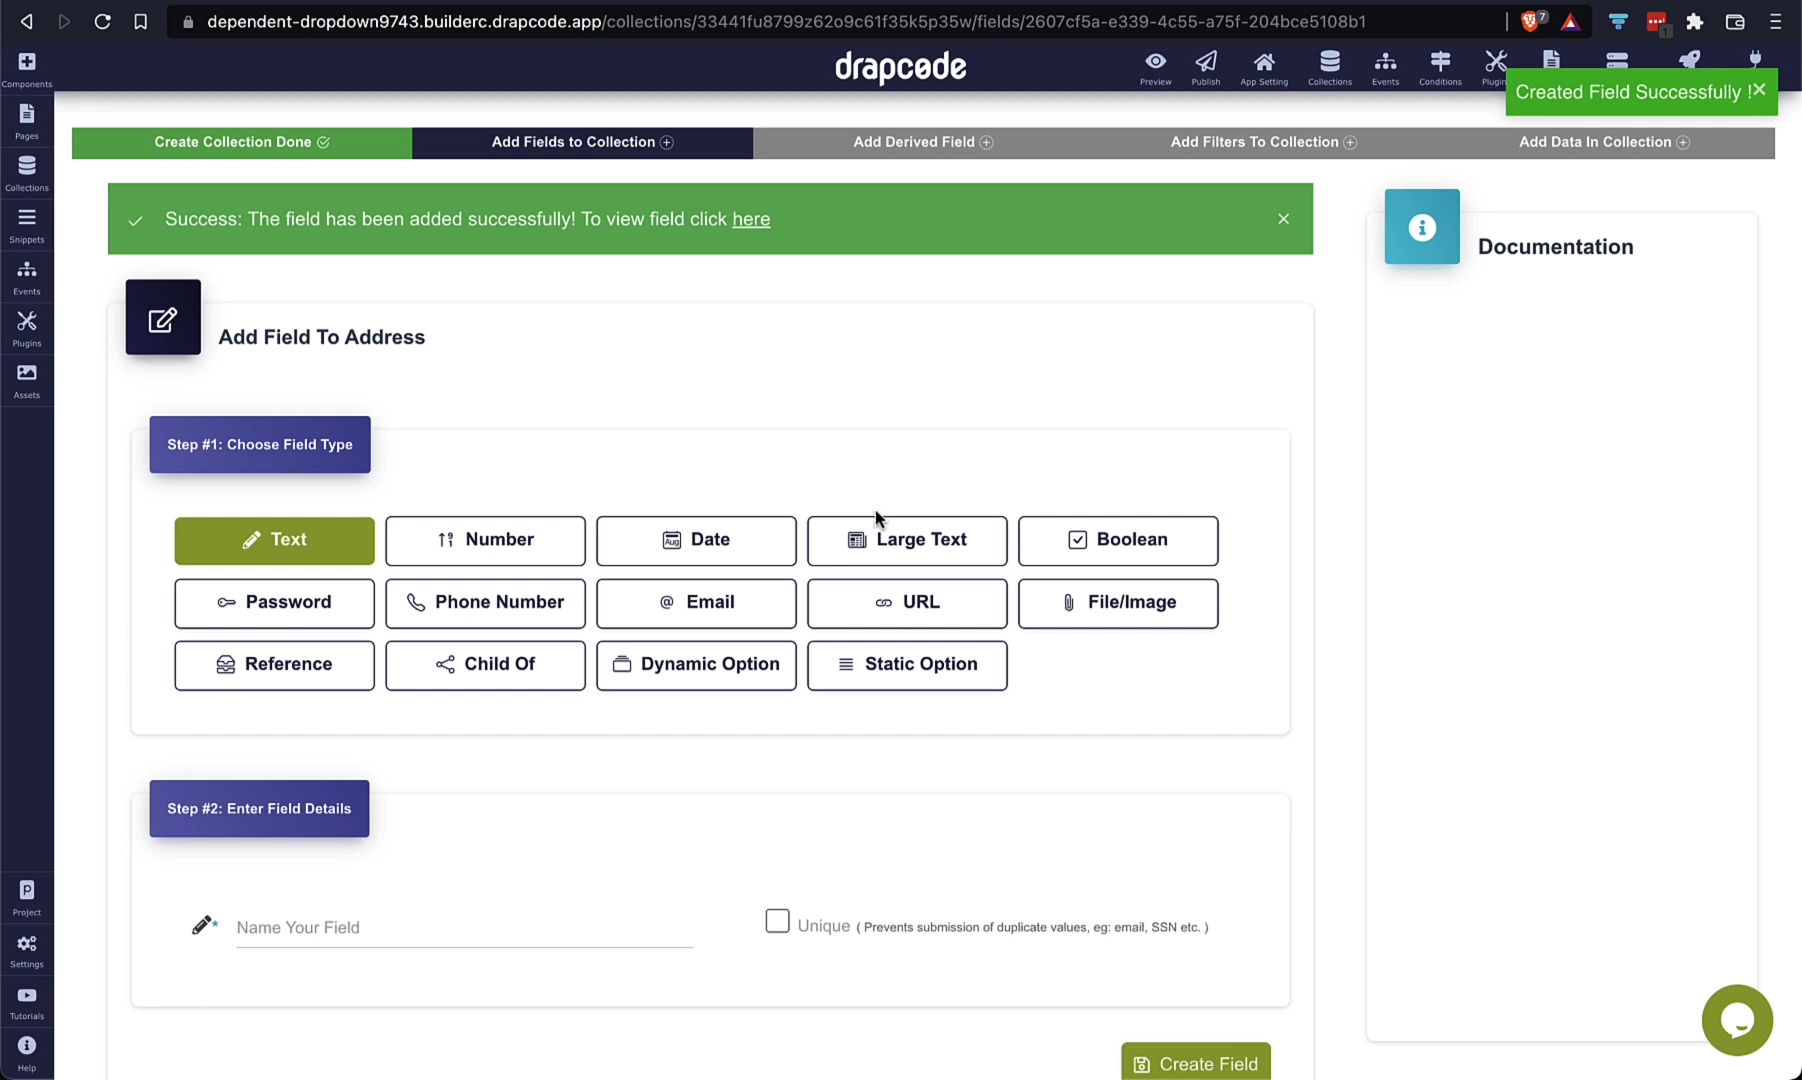 dependent-dropdown9743.builderc.drapcode.app/collections/33441fu8799z62o9c61f35k5p35w/fields/2607cf5a-e339-4c55-a75f-204bce5108b1
7
1
Components
drapcode
Preview
Publish
App Setting
Collections
Events
Conditions
Plugin
Created Field Successfully !
Pages
Collections
Snippets
Events
Plugins
Assets
Project
Settings
Tutorials
Help
Create Collection Done
Add Fields to Collection
Add Derived Field
Add Filters To Collection
Add Data In Collection
Success: The field has been added successfully! To view field click here
Documentation
Add Field To Address
Step #1: Choose Field Type
Text
Number
Aug
Date
Large Text
Boolean
Password
Phone Number
@ Email
URL
File/Image
Reference
Child Of
Dynamic Option
Static Option
Step #2: Enter Field Details
* Name Your Field
Unique ( Prevents submission of duplicate values, eg: email, SSN etc. )
Create Field